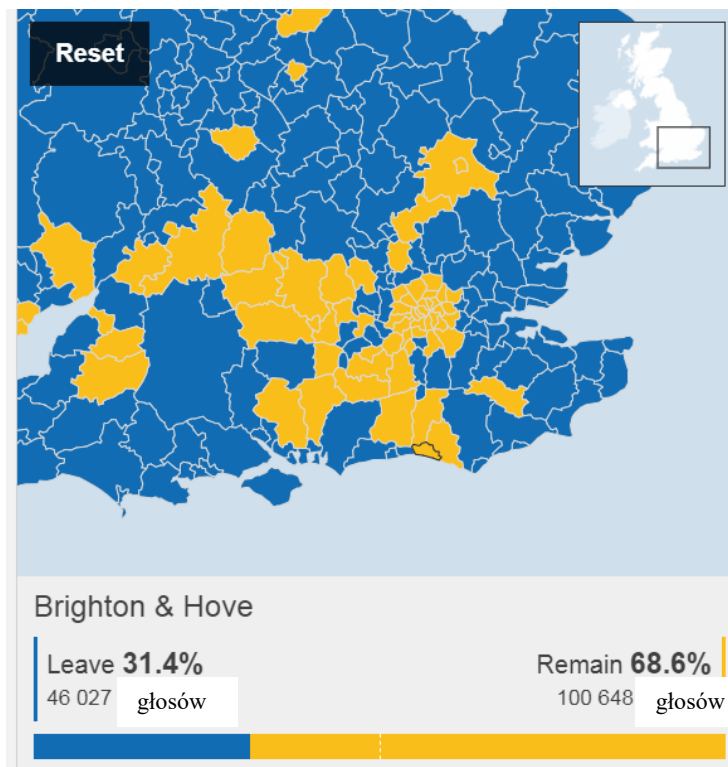 Reset
Brighton & Hove
Leave 31.4% Remain 68.6%
46 027 głosów 100 648 głosów